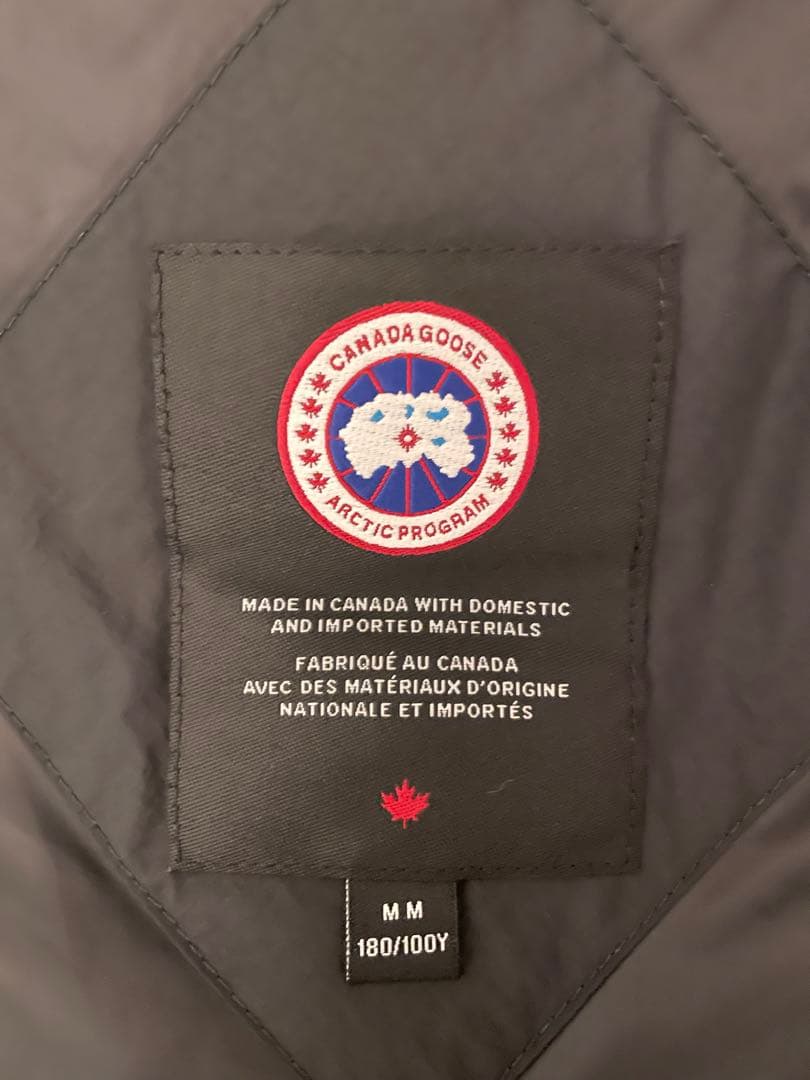 CANADA GOOSE
ARCTIC PROGRAM
MADE IN CANADA WITH DOMESTIC
AND IMPORTED MATERIALS
FABRIQUÉ AU CANADA
AVEC DES MATÉRIAUX D'ORIGINE
NATIONALE ET IMPORTÉS
M M
180/100Y